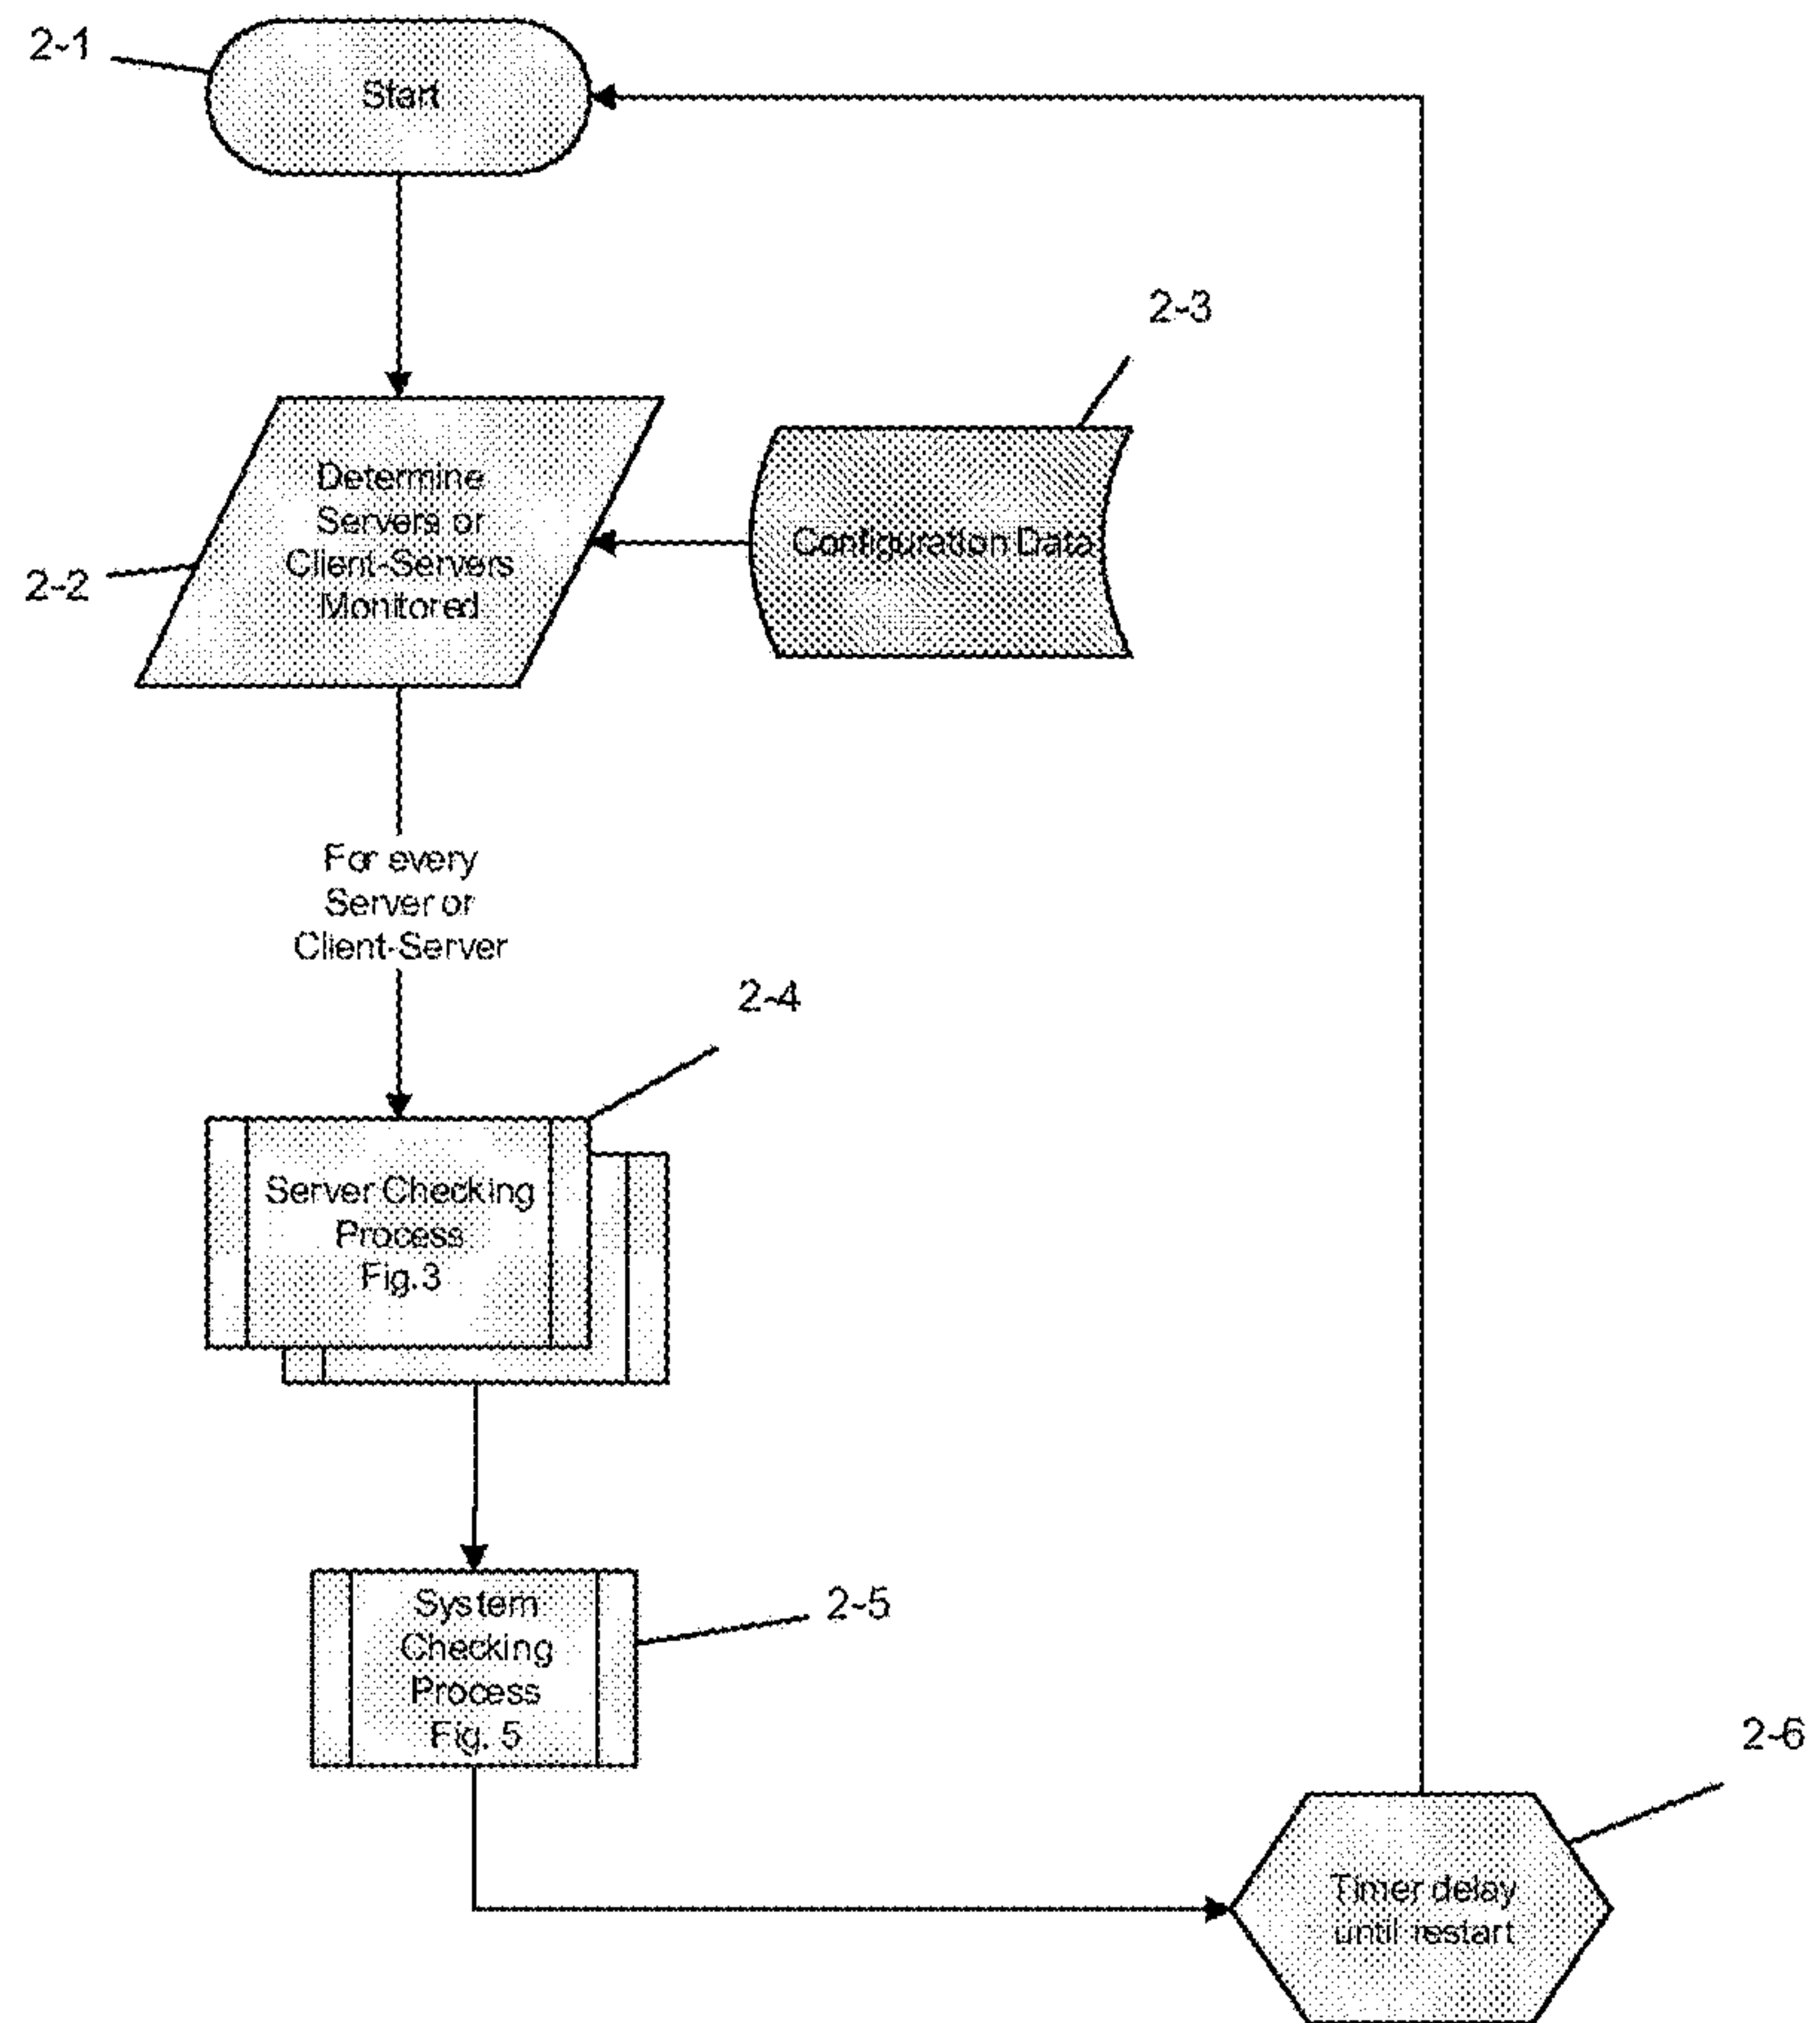 2-1
Start
2-3
Determine
Servers or
Client-Servers
Monitored
Configuration Data
2-2
For every
Server or
Client-Server
2-4
Server Checking
Process
Fig.3
System
Checking
Process
Fig. 5
2-5
2-6
Timer delay
until restart